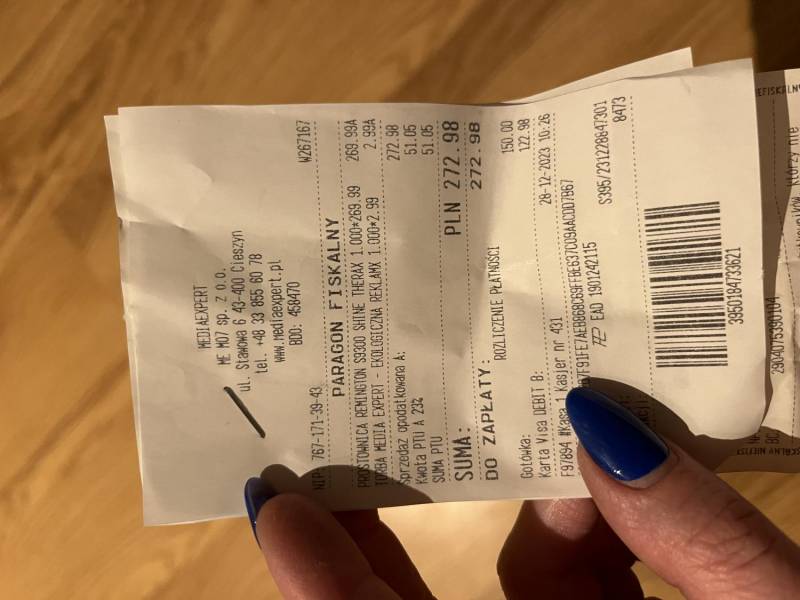 MEDIAEXPERT
ME M07 sp. z o.o.
ul. Stawowa 6 43-400 Cieszyn
tel. +48 33 855 60 78
www.mediaexpert.pl
BDO: 458470
NIP: 767-171-39-43 W267167
PARAGON FISKALNY
PROSTOWNICA REMINGTON S9300 SHINE THERAX 1.000*269.99 269.99A
TORBA MEDIA EXPERT - EKOLOGICZNA REKLAMX 1.000*2.99 2.99A
Sprzedaż opodatkowana A: 272.98
Kwota PTU A 23% 51.05
SUMA PTU 51.05
SUMA: PLN 272.98
DO ZAPŁATY: 272.98
ROZLICZENIE PŁATNOŚCI
Gotówka: 150.00
Karta Visa DEBIT B: 122.98
F97894 #Kasa 1 Kasjer nr 431 28-12-2023 10:26
EAD 1901242115
S395/231228847301
8473
3950184733621
2904075390104
które nie